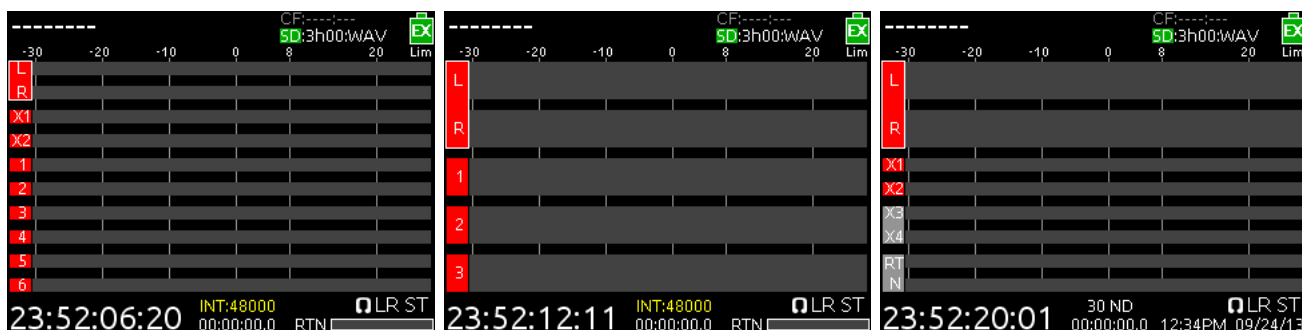 --------
CF:----:---
SD:3h00:WAV
EX
-30 -20 -10 0 8 20 Lim
L
R
X1
X2
1
2
3
4
5
6
23:52:06:20
INT:48000
00:00:00.0
RTN
LR ST
--------
CF:----:---
SD:3h00:WAV
EX
-30 -20 -10 0 8 20 Lim
L
R
1
2
3
23:52:12:11
INT:48000
00:00:00.0
RTN
LR ST
--------
CF:----:---
SD:3h00:WAV
EX
-30 -20 -10 0 8 20 Lim
L
R
X1
X2
X3
X4
RT
N
23:52:20:01
30 ND
00:00:00.0
LR ST
12:34PM 09/24/13